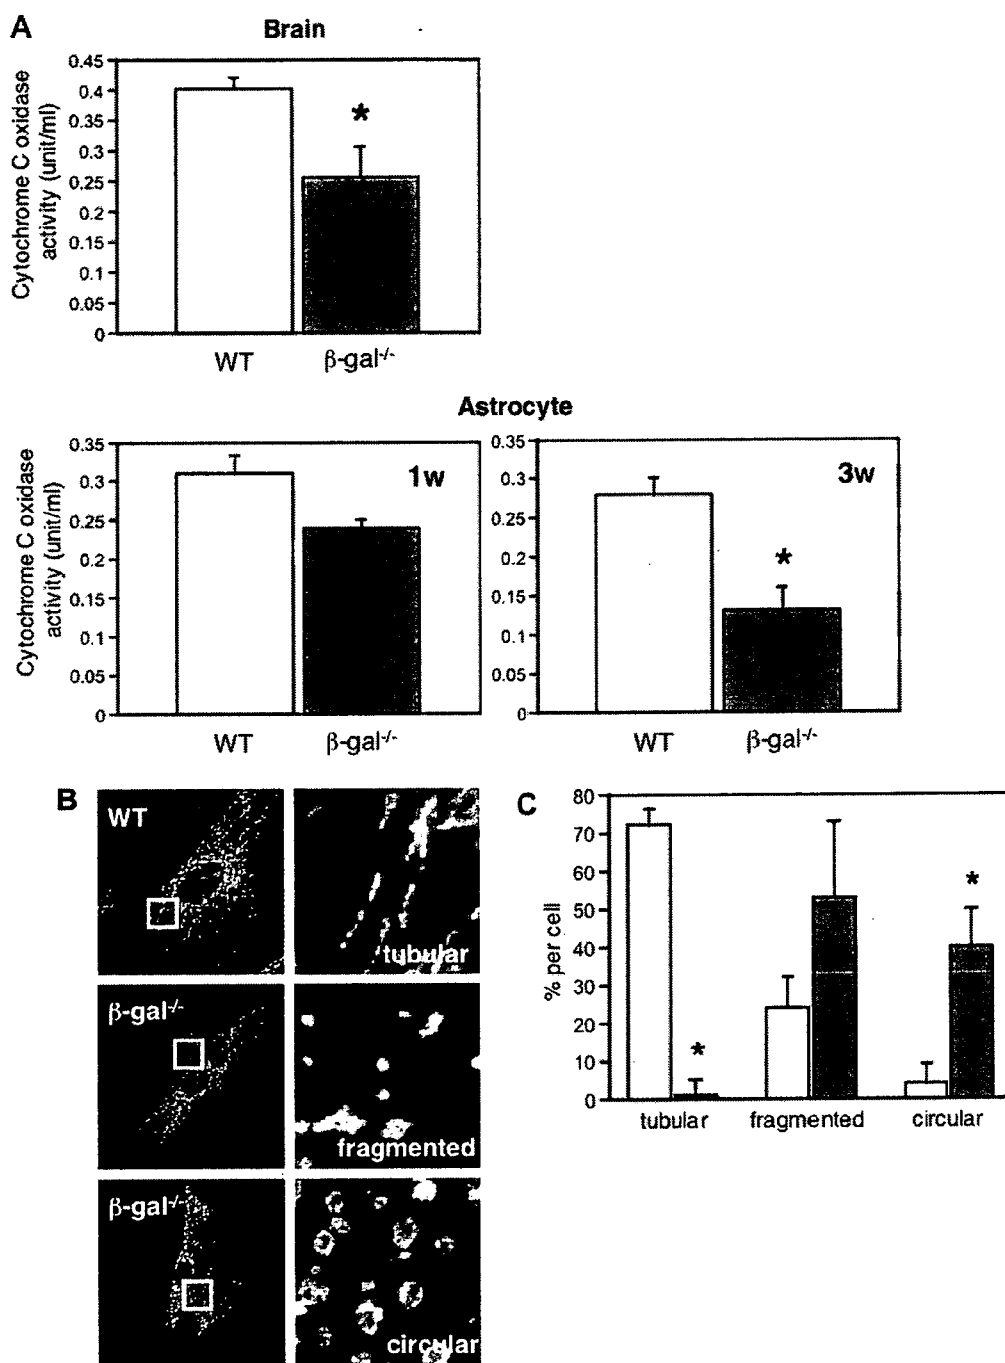 A
Brain
Cytochrome C oxidase
activity (unit/ml)
0.45
0.4
0.35
0.3
0.25
0.2
0.15
0.1
0.05
0
*
WT
β-gal-/-
Astrocyte
Cytochrome C oxidase
activity (unit/ml)
0.35
0.3
0.25
0.2
0.15
0.1
0.05
0
1w
WT
β-gal-/-
0.35
0.3
0.25
0.2
0.15
0.1
0.05
0
3w
*
WT
β-gal-/-
B
WT
tubular
β-gal-/-
fragmented
β-gal-/-
circular
C
% per cell
80
70
60
50
40
30
20
10
0
*
*
tubular
fragmented
circular